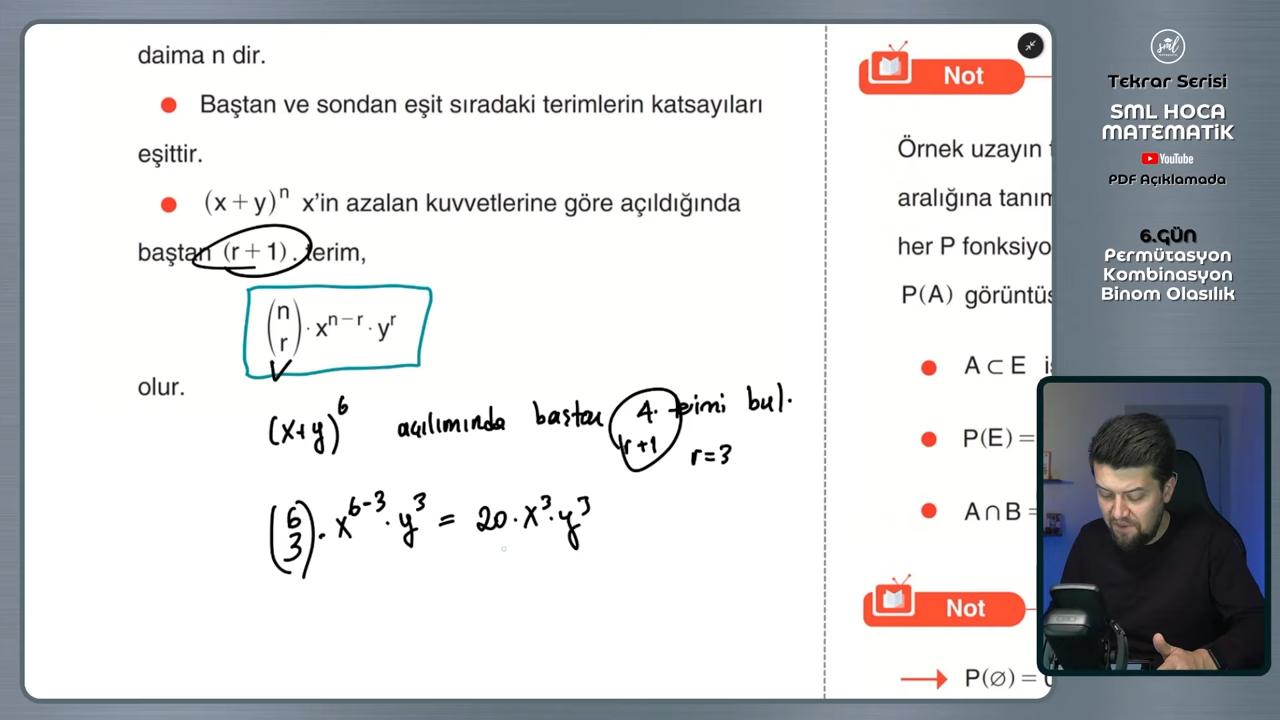 daima n dir.
● Baştan ve sondan eşit sıradaki terimlerin katsayıları
eşittir.
● (x + y)ⁿ x'in azalan kuvvetlerine göre açıldığında
baştan (r + 1). terim,
(n r) · xⁿ⁻ʳ · yʳ
olur.
(x+y)⁶ açılımında baştan 4. terimi bul.
r+1 r=3
(6 3) · x⁶⁻³ · y³ = 20 · x³ · y³
Not
Örnek uzayın
aralığına tanım
her P fonksiyo
P(A) görüntüs
● A ⊂ E
● P(E) =
● A ∩ B =
Not
→ P(∅) =
sml
Tekrar Serisi
SML HOCA
MATEMATİK
YouTube
PDF Açıklamada
6.GÜN
Permütasyon
Kombinasyon
Binom Olasılık